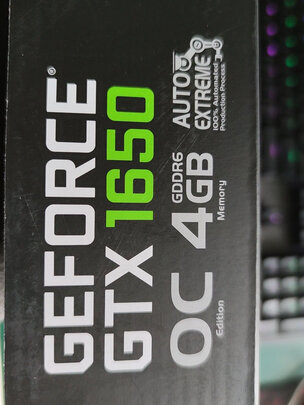 GEFORCE®
GTX 1650
OC 4GB
Edition
GDDR6
Memory
AUTO
EXTREME
100% Automated
Production Process